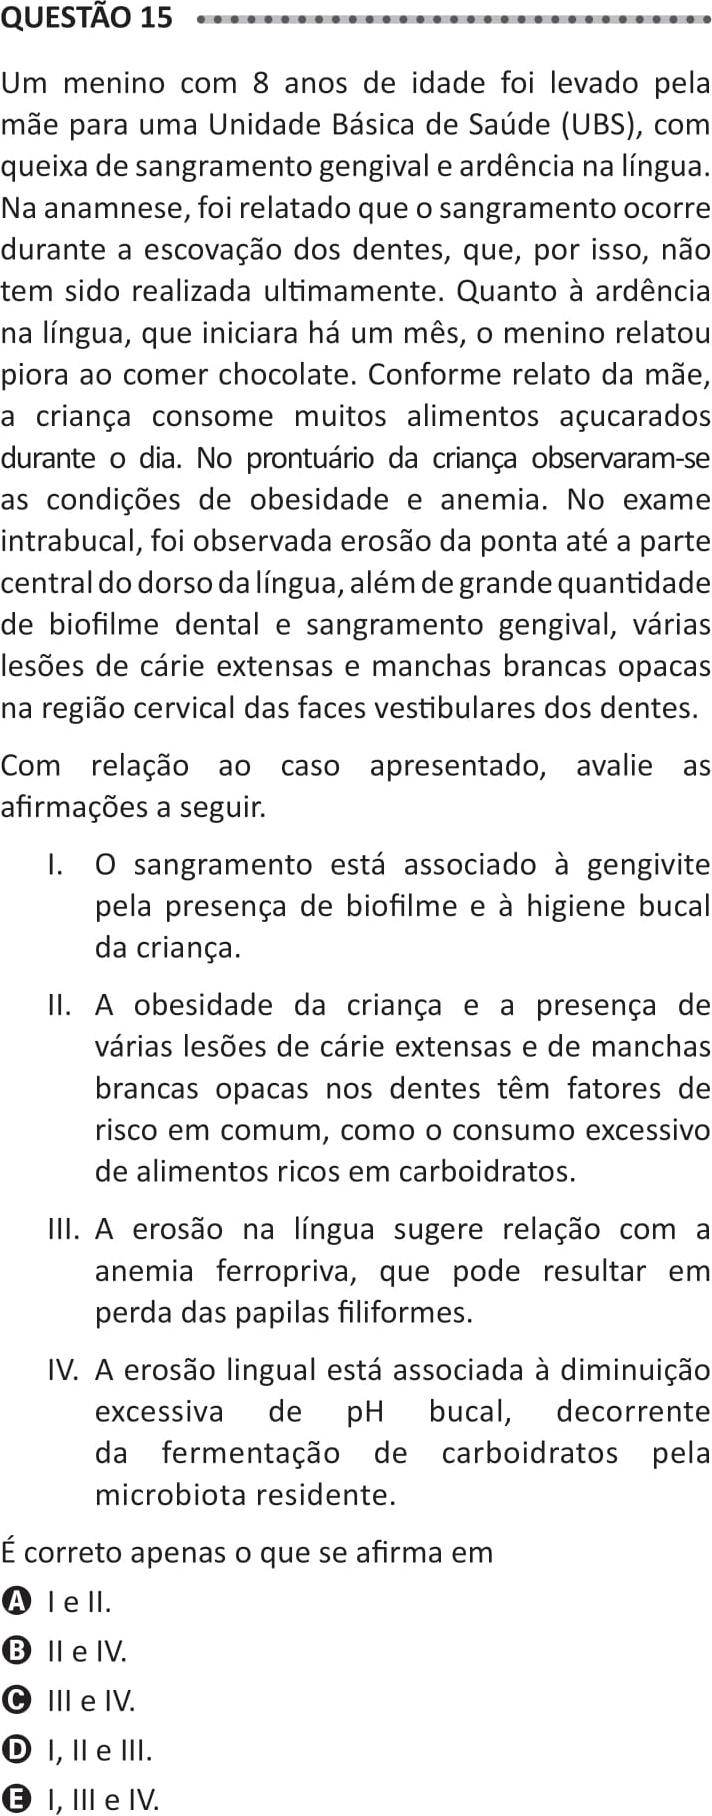 QUESTÃO 15
Um menino com 8 anos de idade foi levado pela
mãe para uma Unidade Básica de Saúde (UBS), com
queixa de sangramento gengival e ardência na língua.
Na anamnese, foi relatado que o sangramento ocorre
durante a escovação dos dentes, que, por isso, não
tem sido realizada ultimamente. Quanto à ardência
na língua, que iniciara há um mês, o menino relatou
piora ao comer chocolate. Conforme relato da mãe,
a criança consome muitos alimentos açucarados
durante o dia. No prontuário da criança observaram-se
as condições de obesidade e anemia. No exame
intrabucal, foi observada erosão da ponta até a parte
central do dorso da língua, além de grande quantidade
de biofilme dental e sangramento gengival, várias
lesões de cárie extensas e manchas brancas opacas
na região cervical das faces vestibulares dos dentes.
Com relação ao caso apresentado, avalie as
afirmações a seguir.
I. O sangramento está associado à gengivite
pela presença de biofilme e à higiene bucal
da criança.
II. A obesidade da criança e a presença de
várias lesões de cárie extensas e de manchas
brancas opacas nos dentes têm fatores de
risco em comum, como o consumo excessivo
de alimentos ricos em carboidratos.
III. A erosão na língua sugere relação com a
anemia ferropriva, que pode resultar em
perda das papilas filiformes.
IV. A erosão lingual está associada à diminuição
excessiva de pH bucal, decorrente
da fermentação de carboidratos pela
microbiota residente.
É correto apenas o que se afirma em
A I e II.
B II e IV.
C III e IV.
D I, II e III.
E I, III e IV.